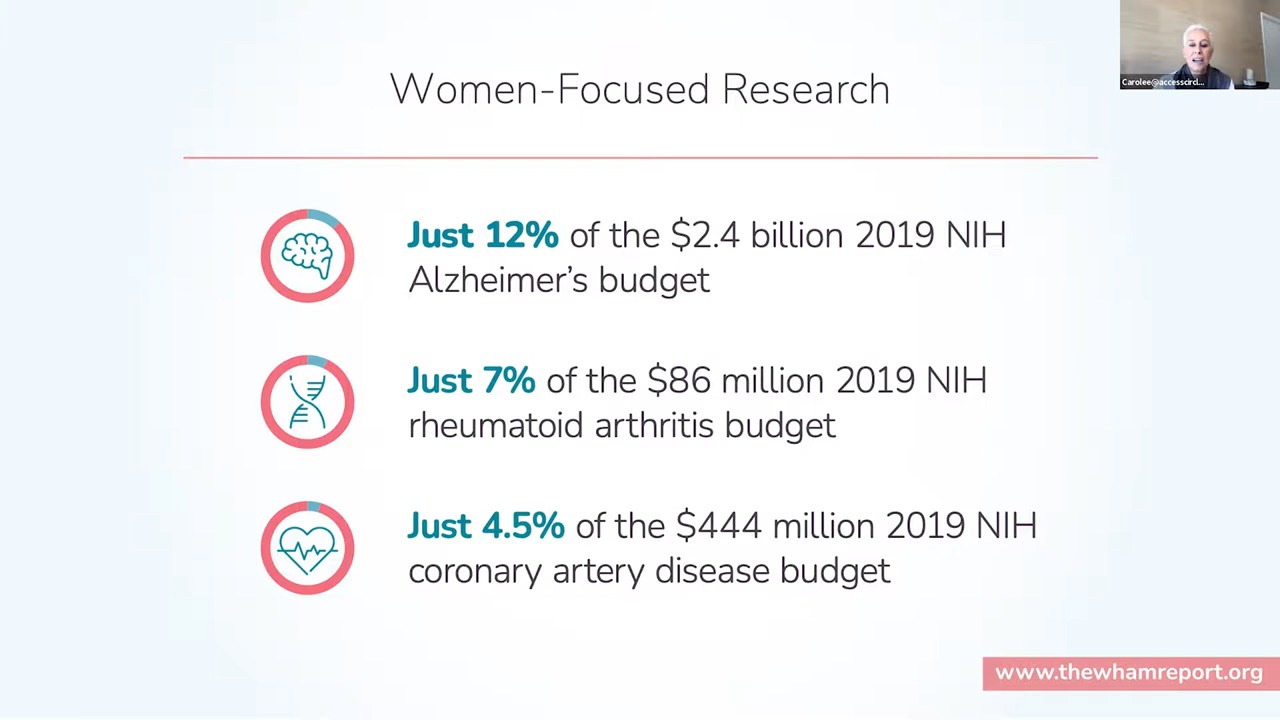 Women-Focused Research
Carolee@accesscircl...
Just 12% of the $2.4 billion 2019 NIH
Alzheimer’s budget
Just 7% of the $86 million 2019 NIH
rheumatoid arthritis budget
Just 4.5% of the $444 million 2019 NIH
coronary artery disease budget
www.thewhamreport.org